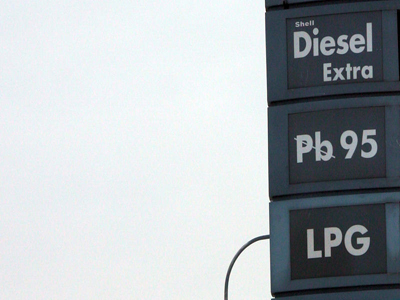 Shell
Diesel
Extra
Pb 95
LPG